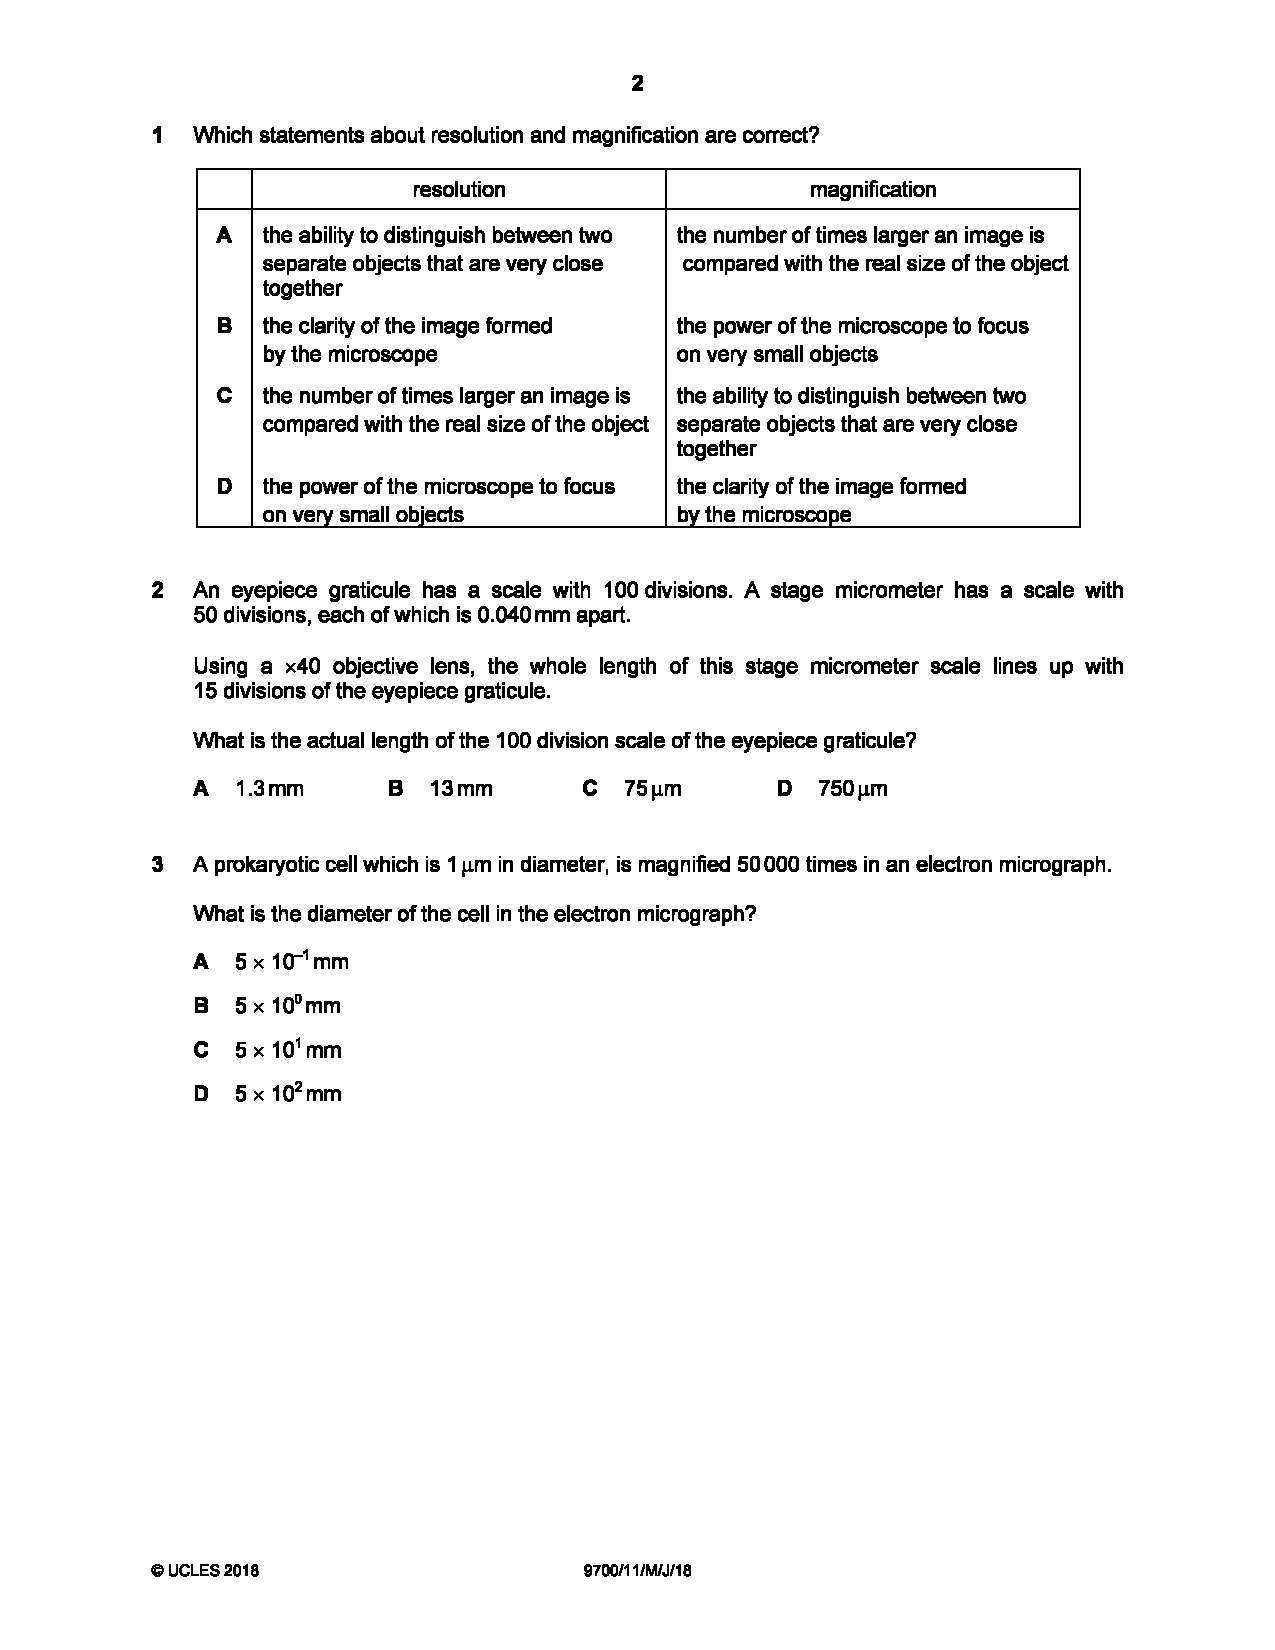 2
1 Which statements about resolution and magnification are correct?
resolution magnification
A the ability to distinguish between two the number of times larger an image is
separate objects that are very close compared with the real size of the object
together
B the clarity of the image formed the power of the microscope to focus
by the microscope on very small objects
C the number of times larger an image is the ability to distinguish between two
compared with the real size of the object separate objects that are very close
together
D the power of the microscope to focus the clarity of the image formed
on very small objects by the microscope
2 An eyepiece graticule has a scale with 100 divisions. A stage micrometer has a scale with
50 divisions, each of which is 0.040 mm apart.
Using a ×40 objective lens, the whole length of this stage micrometer scale lines up with
15 divisions of the eyepiece graticule.
What is the actual length of the 100 division scale of the eyepiece graticule?
A 1.3 mm B 13 mm C 75 μm D 750 μm
3 A prokaryotic cell which is 1 μm in diameter, is magnified 50 000 times in an electron micrograph.
What is the diameter of the cell in the electron micrograph?
A 5 × 10⁻¹ mm
B 5 × 10⁰ mm
C 5 × 10¹ mm
D 5 × 10² mm
© UCLES 2018 9700/11/M/J/18